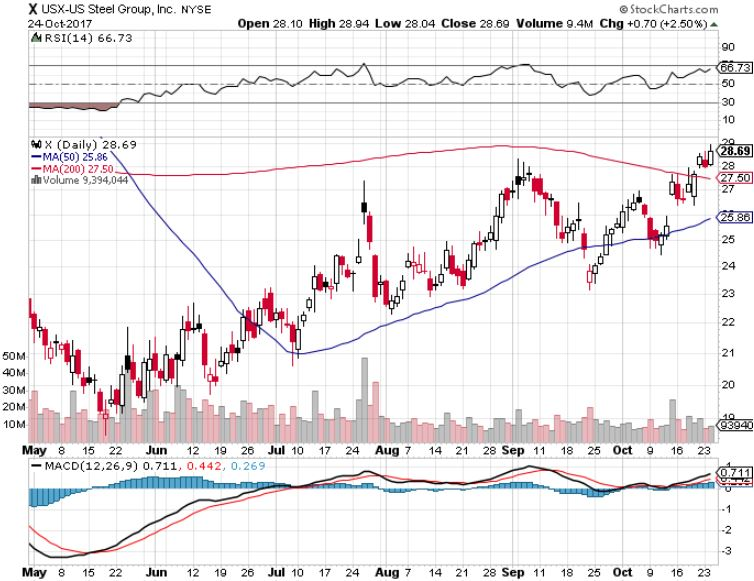 X USX-US Steel Group, Inc. NYSE
© StockCharts.com
24-Oct-2017 Open 28.10 High 28.94 Low 28.04 Close 28.69 Volume 9.4M Chg +0.70 (+2.50%)
RSI(14) 66.73
90
66.73
50
30
10
X (Daily) 28.69
MA(50) 25.86
MA(200) 27.50
Volume 9,394,044
29
28.69
28
27.50
27
25.86
25
24
23
22
21
20
19
50M
40M
30M
20M
10M
93940
May 8 15 22 Jun 12 19 26 Jul 10 17 24 Aug 7 14 21 28 Sep 11 18 25 Oct 9 16 23
MACD(12,26,9) 0.711, 0.442, 0.269
1
0.711
0
-1
-2
-3
May 8 15 22 Jun 12 19 26 Jul 10 17 24 Aug 7 14 21 28 Sep 11 18 25 Oct 9 16 23